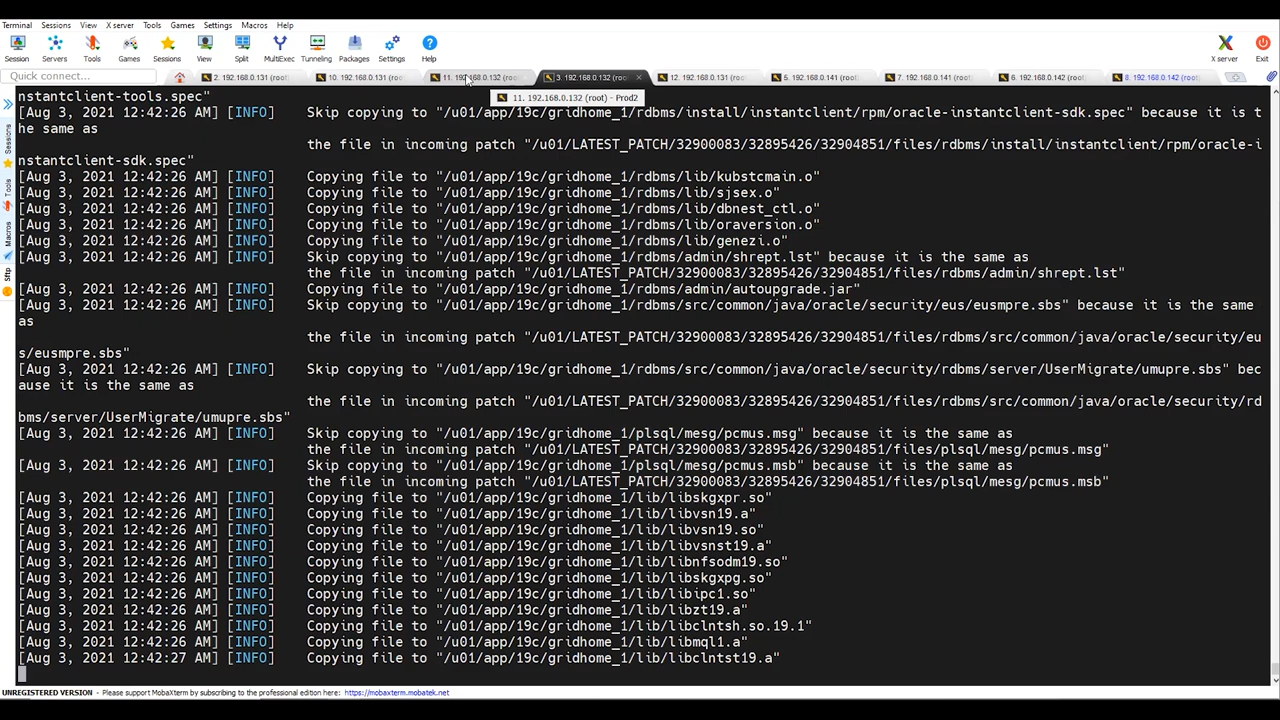 Terminal Sessions View X server Tools Games Settings Macros Help
Session Servers Tools Games Sessions View Split MultiExec Tunneling Packages Settings Help X server Exit
Quick connect... 2. 192.168.0.131 (root) 10. 192.168.0.131 (root) 11. 192.168.0.132 (root) 3. 192.168.0.132 (root) 12. 192.168.0.131 (root) 5. 192.168.0.141 (root) 7. 192.168.0.141 (root) 6. 192.168.0.142 (root) 8. 192.168.0.142 (root)
11. 192.168.0.132 (root) - Prod2
Sessions
Tools
Macros
Sftp
nstantclient-tools.spec"
[Aug 3, 2021 12:42:26 AM] [INFO] Skip copying to "/u01/app/19c/gridhome_1/rdbms/install/instantclient/rpm/oracle-instantclient-sdk.spec" because it is t
he same as
the file in incoming patch "/u01/LATEST_PATCH/32900083/32895426/32904851/files/rdbms/install/instantclient/rpm/oracle-i
nstantclient-sdk.spec"
[Aug 3, 2021 12:42:26 AM] [INFO] Copying file to "/u01/app/19c/gridhome_1/rdbms/lib/kubstcmain.o"
[Aug 3, 2021 12:42:26 AM] [INFO] Copying file to "/u01/app/19c/gridhome_1/rdbms/lib/sjsex.o"
[Aug 3, 2021 12:42:26 AM] [INFO] Copying file to "/u01/app/19c/gridhome_1/rdbms/lib/dbnest_ctl.o"
[Aug 3, 2021 12:42:26 AM] [INFO] Copying file to "/u01/app/19c/gridhome_1/rdbms/lib/oraversion.o"
[Aug 3, 2021 12:42:26 AM] [INFO] Copying file to "/u01/app/19c/gridhome_1/rdbms/lib/genezi.o"
[Aug 3, 2021 12:42:26 AM] [INFO] Skip copying to "/u01/app/19c/gridhome_1/rdbms/admin/shrept.lst" because it is the same as
the file in incoming patch "/u01/LATEST_PATCH/32900083/32895426/32904851/files/rdbms/admin/shrept.lst"
[Aug 3, 2021 12:42:26 AM] [INFO] Copying file to "/u01/app/19c/gridhome_1/rdbms/admin/autoupgrade.jar"
[Aug 3, 2021 12:42:26 AM] [INFO] Skip copying to "/u01/app/19c/gridhome_1/rdbms/src/common/java/oracle/security/eus/eusmpre.sbs" because it is the same
as
the file in incoming patch "/u01/LATEST_PATCH/32900083/32895426/32904851/files/rdbms/src/common/java/oracle/security/eu
s/eusmpre.sbs"
[Aug 3, 2021 12:42:26 AM] [INFO] Skip copying to "/u01/app/19c/gridhome_1/rdbms/src/common/java/oracle/security/rdbms/server/UserMigrate/umupre.sbs" bec
ause it is the same as
the file in incoming patch "/u01/LATEST_PATCH/32900083/32895426/32904851/files/rdbms/src/common/java/oracle/security/rd
bms/server/UserMigrate/umupre.sbs"
[Aug 3, 2021 12:42:26 AM] [INFO] Skip copying to "/u01/app/19c/gridhome_1/plsql/mesg/pcmus.msg" because it is the same as
the file in incoming patch "/u01/LATEST_PATCH/32900083/32895426/32904851/files/plsql/mesg/pcmus.msg"
[Aug 3, 2021 12:42:26 AM] [INFO] Skip copying to "/u01/app/19c/gridhome_1/plsql/mesg/pcmus.msb" because it is the same as
the file in incoming patch "/u01/LATEST_PATCH/32900083/32895426/32904851/files/plsql/mesg/pcmus.msb"
[Aug 3, 2021 12:42:26 AM] [INFO] Copying file to "/u01/app/19c/gridhome_1/lib/libskgxpr.so"
[Aug 3, 2021 12:42:26 AM] [INFO] Copying file to "/u01/app/19c/gridhome_1/lib/libvsn19.a"
[Aug 3, 2021 12:42:26 AM] [INFO] Copying file to "/u01/app/19c/gridhome_1/lib/libvsn19.so"
[Aug 3, 2021 12:42:26 AM] [INFO] Copying file to "/u01/app/19c/gridhome_1/lib/libvsnst19.a"
[Aug 3, 2021 12:42:26 AM] [INFO] Copying file to "/u01/app/19c/gridhome_1/lib/libnfsodm19.so"
[Aug 3, 2021 12:42:26 AM] [INFO] Copying file to "/u01/app/19c/gridhome_1/lib/libskgxpg.so"
[Aug 3, 2021 12:42:26 AM] [INFO] Copying file to "/u01/app/19c/gridhome_1/lib/libipc1.so"
[Aug 3, 2021 12:42:26 AM] [INFO] Copying file to "/u01/app/19c/gridhome_1/lib/libzt19.a"
[Aug 3, 2021 12:42:26 AM] [INFO] Copying file to "/u01/app/19c/gridhome_1/lib/libclntsh.so.19.1"
[Aug 3, 2021 12:42:26 AM] [INFO] Copying file to "/u01/app/19c/gridhome_1/lib/libmql1.a"
[Aug 3, 2021 12:42:27 AM] [INFO] Copying file to "/u01/app/19c/gridhome_1/lib/libclntst19.a"
UNREGISTERED VERSION - Please support MobaXterm by subscribing to the professional edition here: https://mobaxterm.mobatek.net